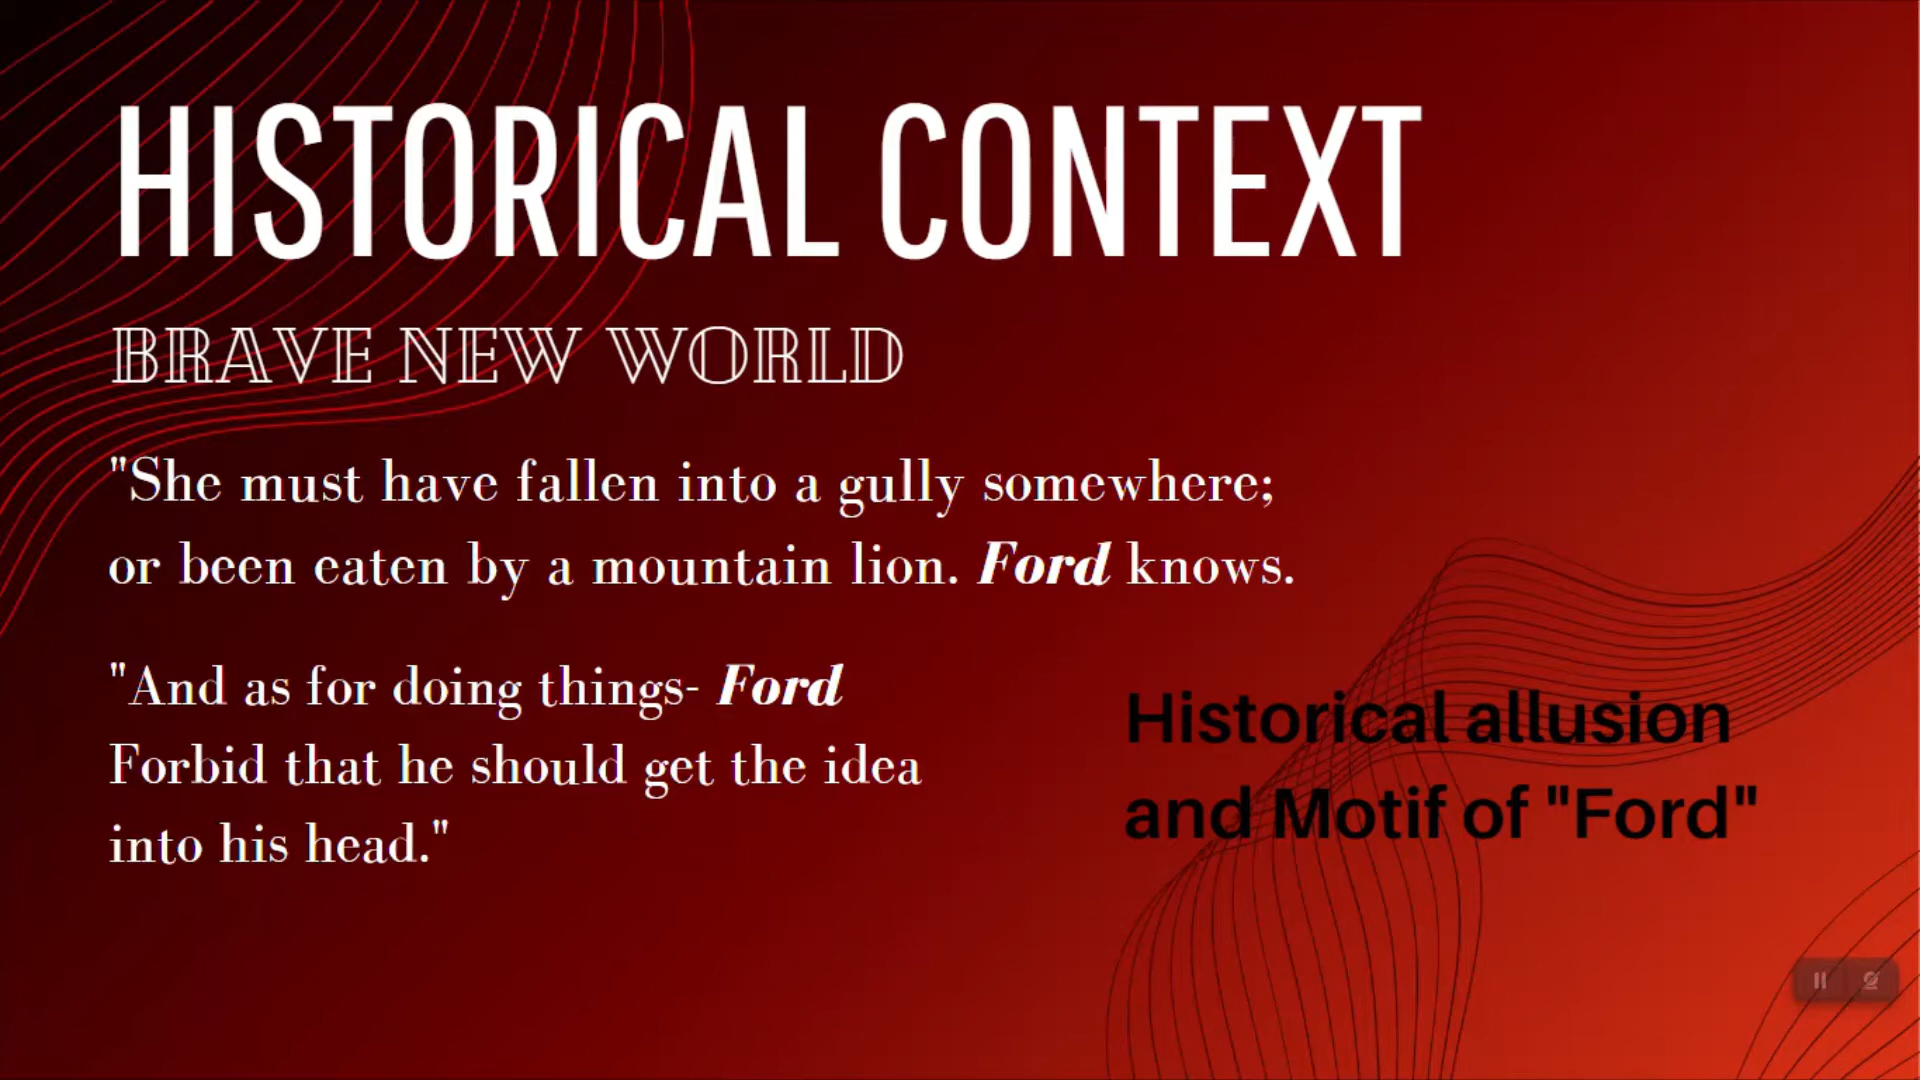 HISTORICAL CONTEXT
BRAVE NEW WORLD
"She must have fallen into a gully somewhere;
or been eaten by a mountain lion. Ford knows.
"And as for doing things- Ford
Forbid that he should get the idea
into his head."
Historical allusion
and Motif of "Ford"